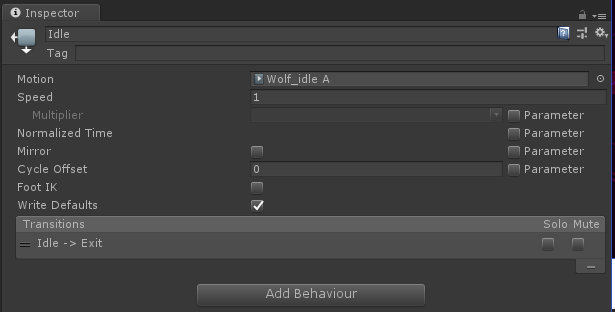 Inspector
Idle
Tag
Motion Wolf_idle A
Speed 1
Multiplier Parameter
Normalized Time Parameter
Mirror Parameter
Cycle Offset 0 Parameter
Foot IK
Write Defaults
Transitions Solo Mute
Idle -> Exit
Add Behaviour